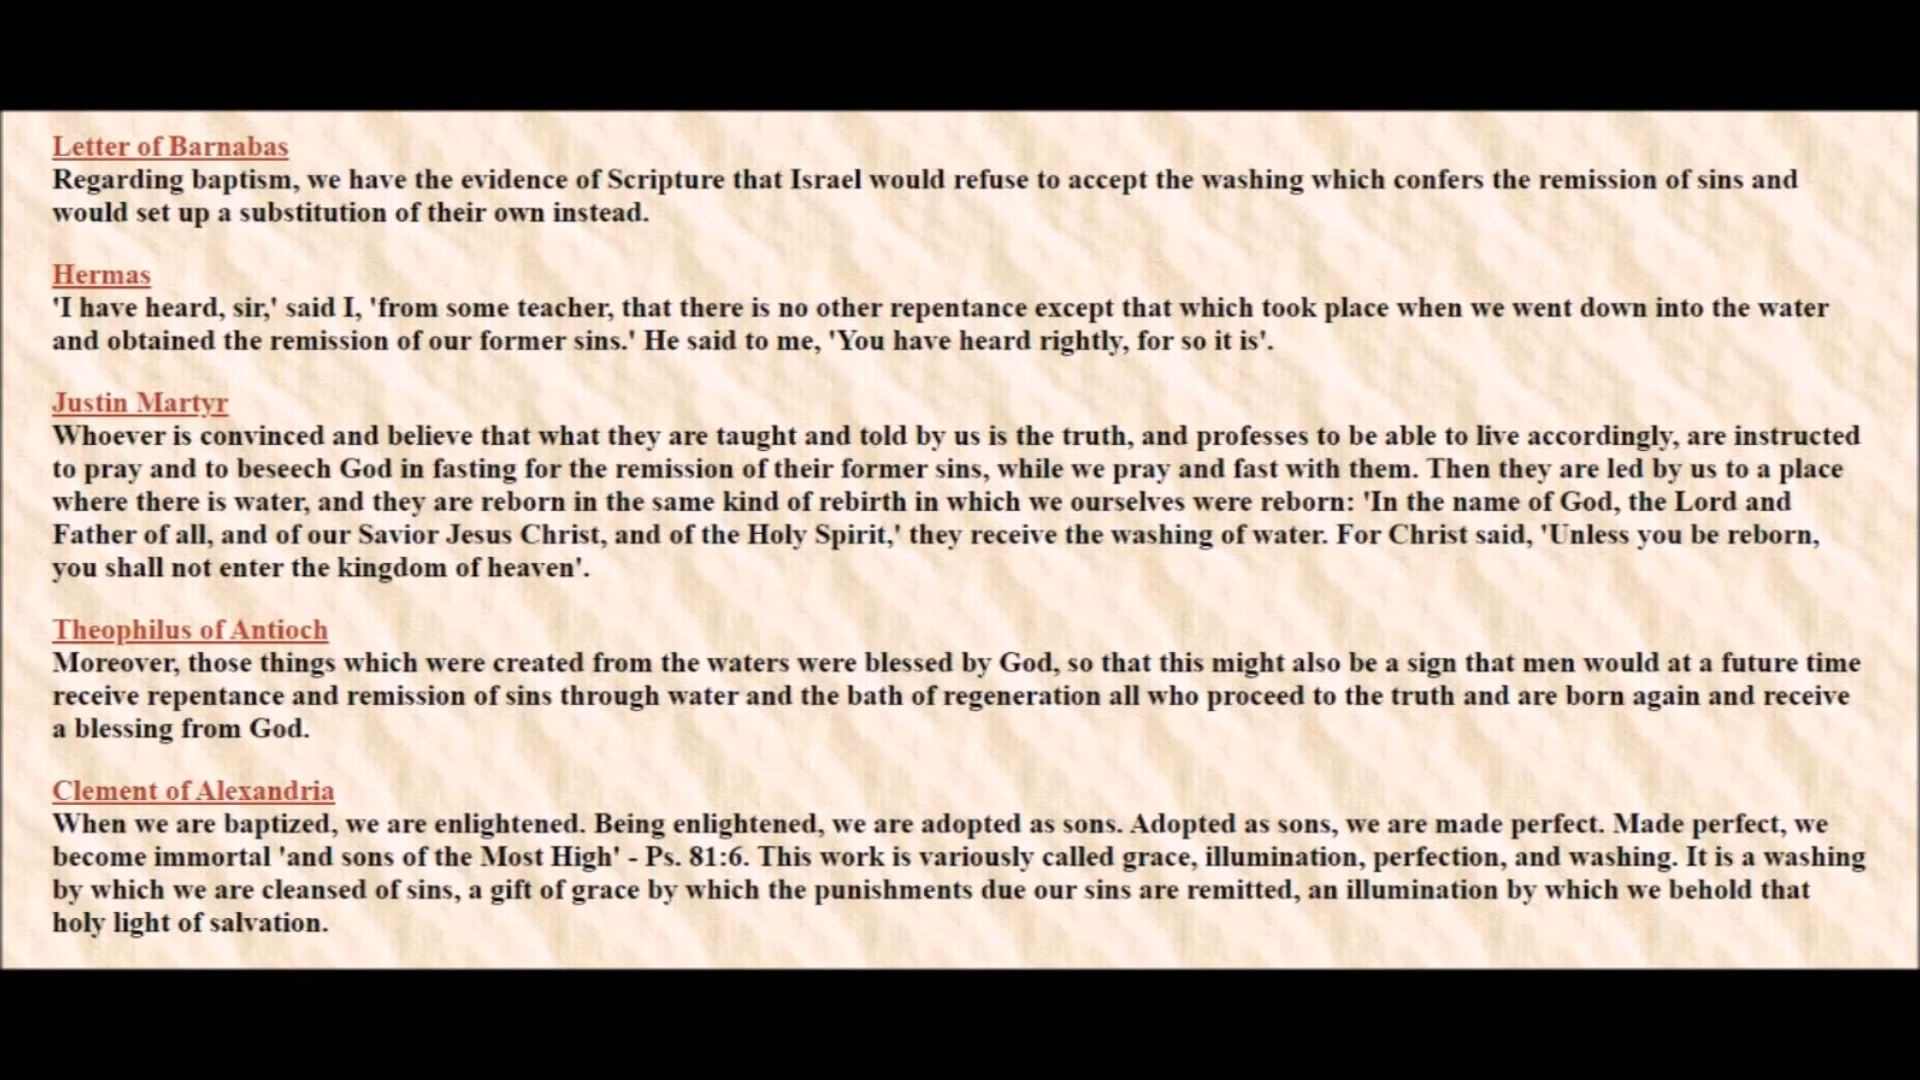 Letter of Barnabas
Regarding baptism, we have the evidence of Scripture that Israel would refuse to accept the washing which confers the remission of sins and
would set up a substitution of their own instead.
Hermas
'I have heard, sir,' said I, 'from some teacher, that there is no other repentance except that which took place when we went down into the water
and obtained the remission of our former sins.' He said to me, 'You have heard rightly, for so it is'.
Justin Martyr
Whoever is convinced and believe that what they are taught and told by us is the truth, and professes to be able to live accordingly, are instructed
to pray and to beseech God in fasting for the remission of their former sins, while we pray and fast with them. Then they are led by us to a place
where there is water, and they are reborn in the same kind of rebirth in which we ourselves were reborn: 'In the name of God, the Lord and
Father of all, and of our Savior Jesus Christ, and of the Holy Spirit,' they receive the washing of water. For Christ said, 'Unless you be reborn,
you shall not enter the kingdom of heaven'.
Theophilus of Antioch
Moreover, those things which were created from the waters were blessed by God, so that this might also be a sign that men would at a future time
receive repentance and remission of sins through water and the bath of regeneration all who proceed to the truth and are born again and receive
a blessing from God.
Clement of Alexandria
When we are baptized, we are enlightened. Being enlightened, we are adopted as sons. Adopted as sons, we are made perfect. Made perfect, we
become immortal 'and sons of the Most High' - Ps. 81:6. This work is variously called grace, illumination, perfection, and washing. It is a washing
by which we are cleansed of sins, a gift of grace by which the punishments due our sins are remitted, an illumination by which we behold that
holy light of salvation.